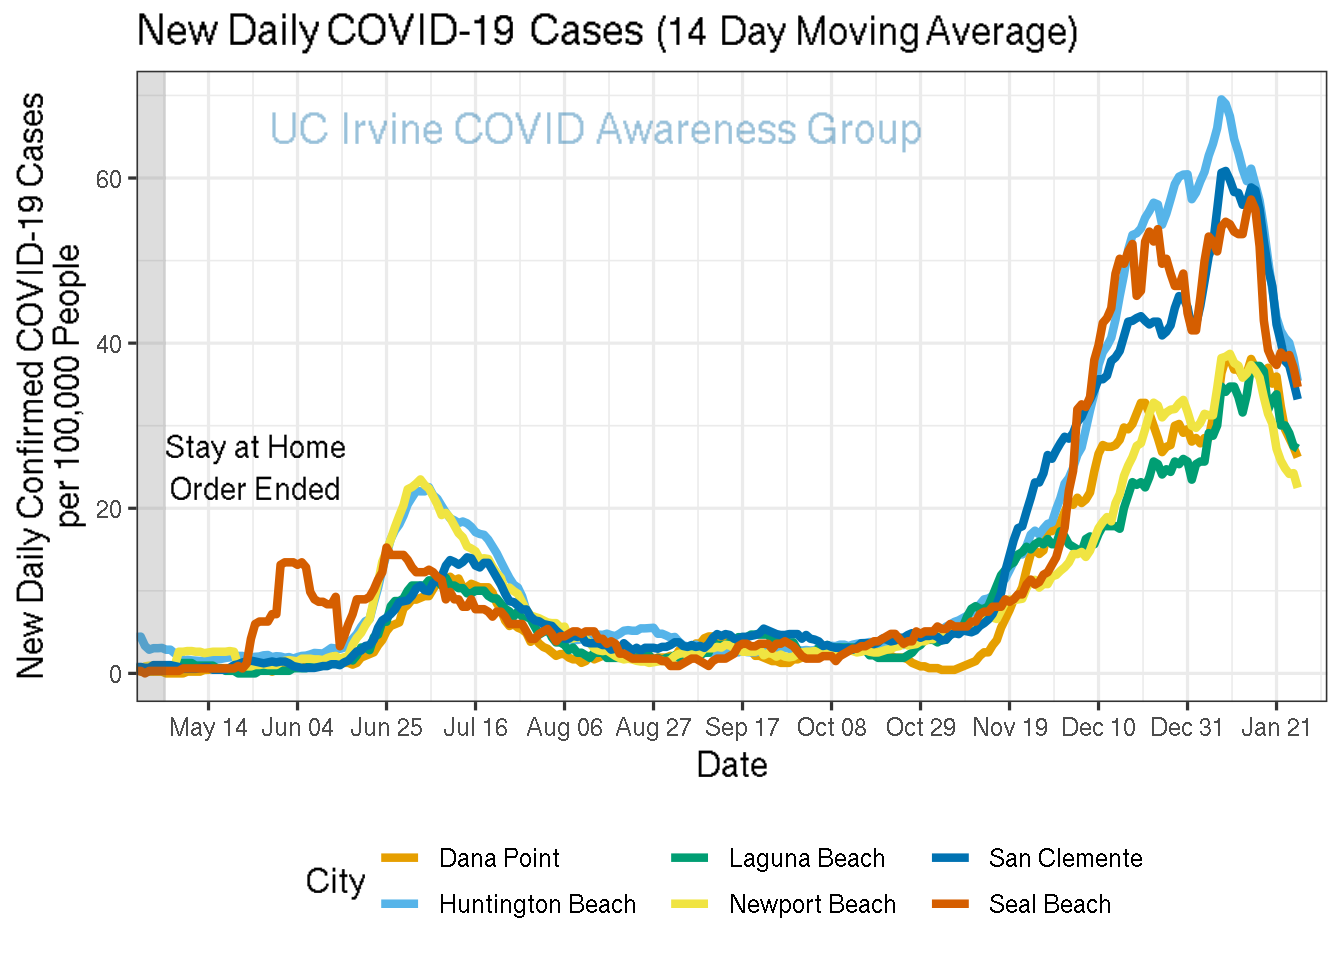 New Daily COVID-19 Cases (14 Day Moving Average)
New Daily Confirmed COVID-19 Cases
per 100,000 People
UC Irvine COVID Awareness Group
60
40
20
0
Stay at Home
Order Ended
May 14 Jun 04 Jun 25 Jul 16 Aug 06 Aug 27 Sep 17 Oct 08 Oct 29 Nov 19 Dec 10 Dec 31 Jan 21
Date
City
Dana Point Laguna Beach San Clemente
Huntington Beach Newport Beach Seal Beach